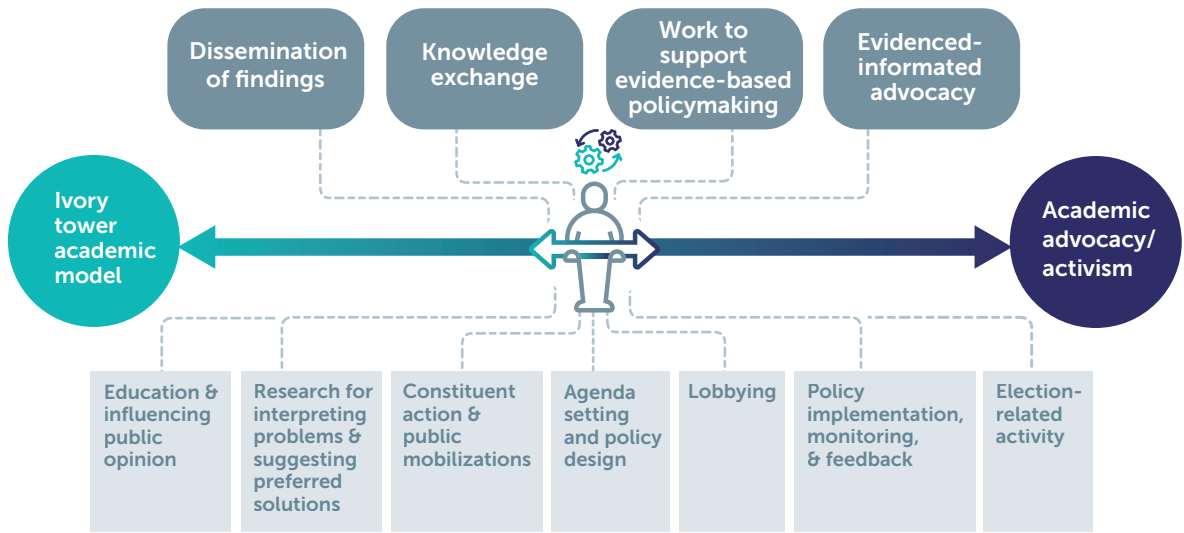 Dissemination
of findings
Knowledge
exchange
Work to
support
evidence-based
policymaking
Evidenced-
informated
advocacy
Ivory
tower
academic
model
Academic
advocacy/
activism
Education &
influencing
public
opinion
Research for
interpreting
problems &
suggesting
preferred
solutions
Constituent
action &
public
mobilizations
Agenda
setting
and policy
design
Lobbying
Policy
implementation,
monitoring,
& feedback
Election-
related
activity